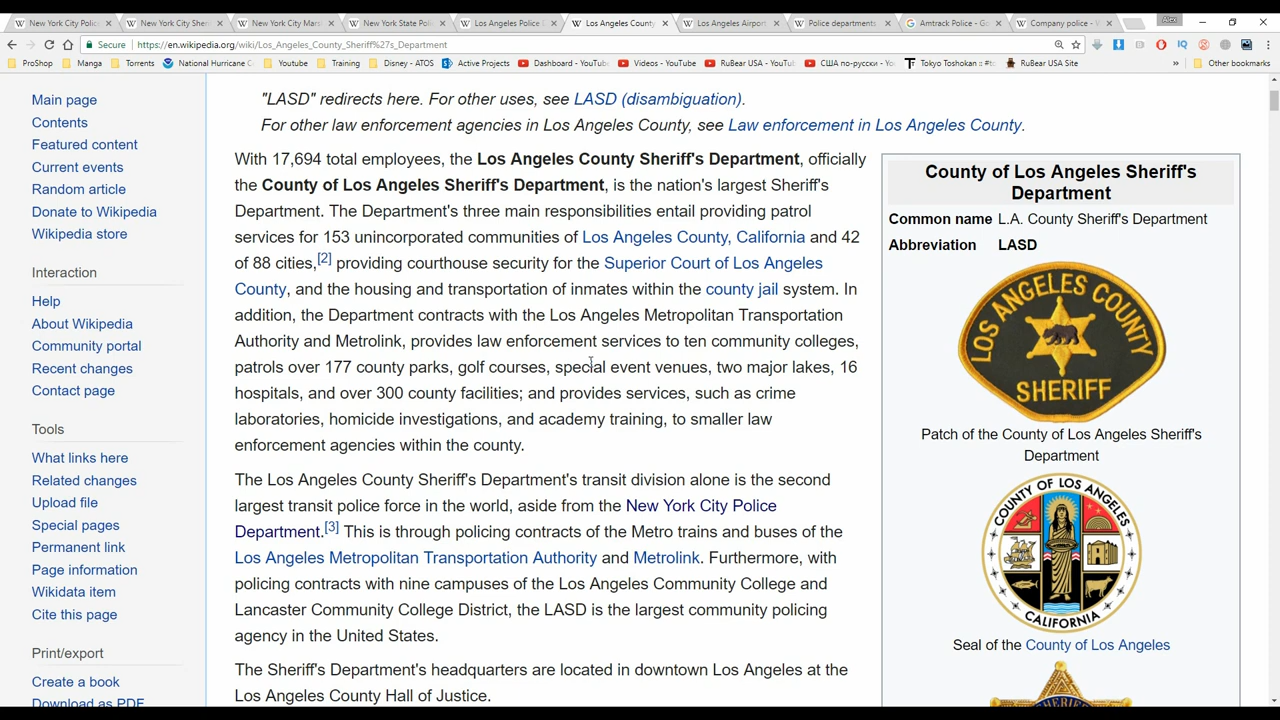 New York City Polic
New York City Sheri
New York City Mars
New York State Polic
Los Angeles Police
Los Angeles County
Los Angeles Airport
Police departments
Amtrack Police - Go
Company police - W
Alex
Secure
https://en.wikipedia.org/wiki/Los_Angeles_County_Sheriff%27s_Department
ProShop
Manga
Torrents
National Hurricane C
Youtube
Training
Disney - ATOS
Active Projects
Dashboard - YouTub
Videos - YouTube
RuBear USA - YouTu
США по-русски - Yo
Tokyo Toshokan :: #t
RuBear USA Site
»
Other bookmarks
Main page
Contents
Featured content
Current events
Random article
Donate to Wikipedia
Wikipedia store
Interaction
Help
About Wikipedia
Community portal
Recent changes
Contact page
Tools
What links here
Related changes
Upload file
Special pages
Permanent link
Page information
Wikidata item
Cite this page
Print/export
Create a book
Download as PDF
"LASD" redirects here. For other uses, see LASD (disambiguation).
For other law enforcement agencies in Los Angeles County, see Law enforcement in Los Angeles County.
With 17,694 total employees, the Los Angeles County Sheriff's Department, officially
the County of Los Angeles Sheriff's Department, is the nation's largest Sheriff's
Department. The Department's three main responsibilities entail providing patrol
services for 153 unincorporated communities of Los Angeles County, California and 42
of 88 cities,[2] providing courthouse security for the Superior Court of Los Angeles
County, and the housing and transportation of inmates within the county jail system. In
addition, the Department contracts with the Los Angeles Metropolitan Transportation
Authority and Metrolink, provides law enforcement services to ten community colleges,
patrols over 177 county parks, golf courses, special event venues, two major lakes, 16
hospitals, and over 300 county facilities; and provides services, such as crime
laboratories, homicide investigations, and academy training, to smaller law
enforcement agencies within the county.
The Los Angeles County Sheriff's Department's transit division alone is the second
largest transit police force in the world, aside from the New York City Police
Department.[3] This is through policing contracts of the Metro trains and buses of the
Los Angeles Metropolitan Transportation Authority and Metrolink. Furthermore, with
policing contracts with nine campuses of the Los Angeles Community College and
Lancaster Community College District, the LASD is the largest community policing
agency in the United States.
The Sheriff's Department's headquarters are located in downtown Los Angeles at the
Los Angeles County Hall of Justice.
County of Los Angeles Sheriff's
Department
Common name L.A. County Sheriff's Department
Abbreviation LASD
LOS ANGELES COUNTY
SHERIFF
Patch of the County of Los Angeles Sheriff's
Department
COUNTY OF LOS ANGELES
CALIFORNIA
Seal of the County of Los Angeles